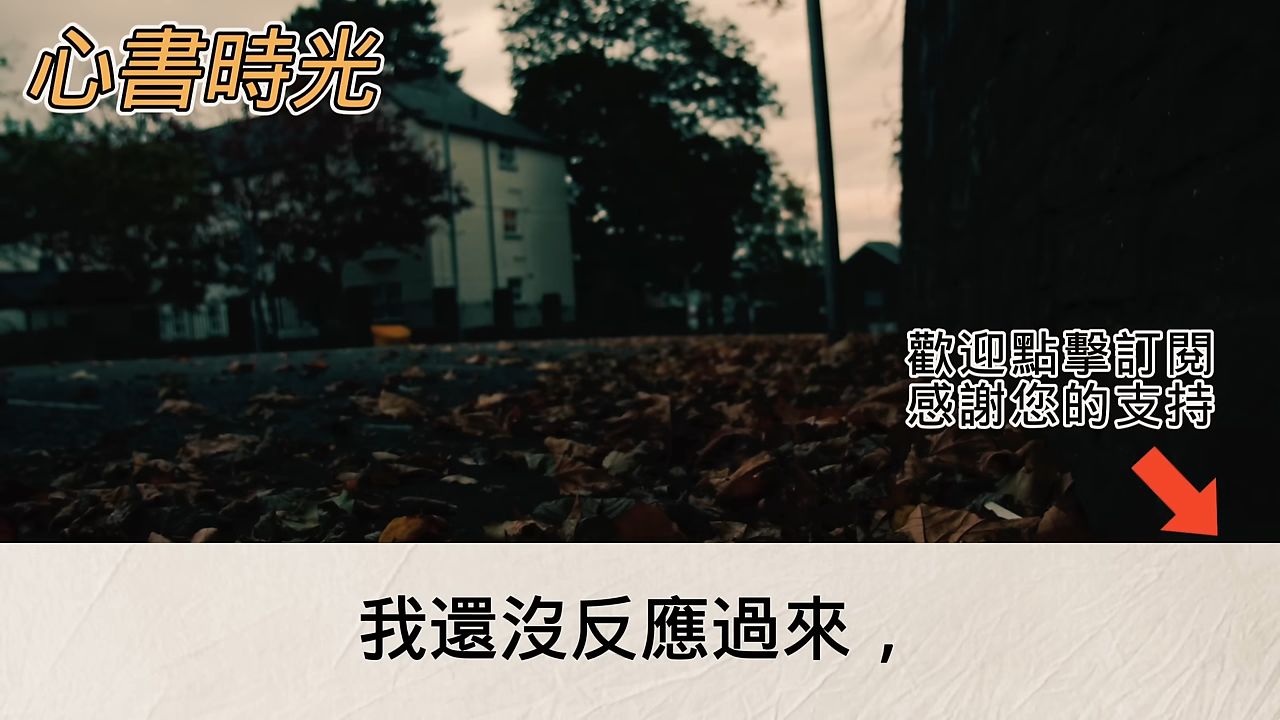 心書時光
歡迎點擊訂閱
感謝您的支持
我還沒反應過來，